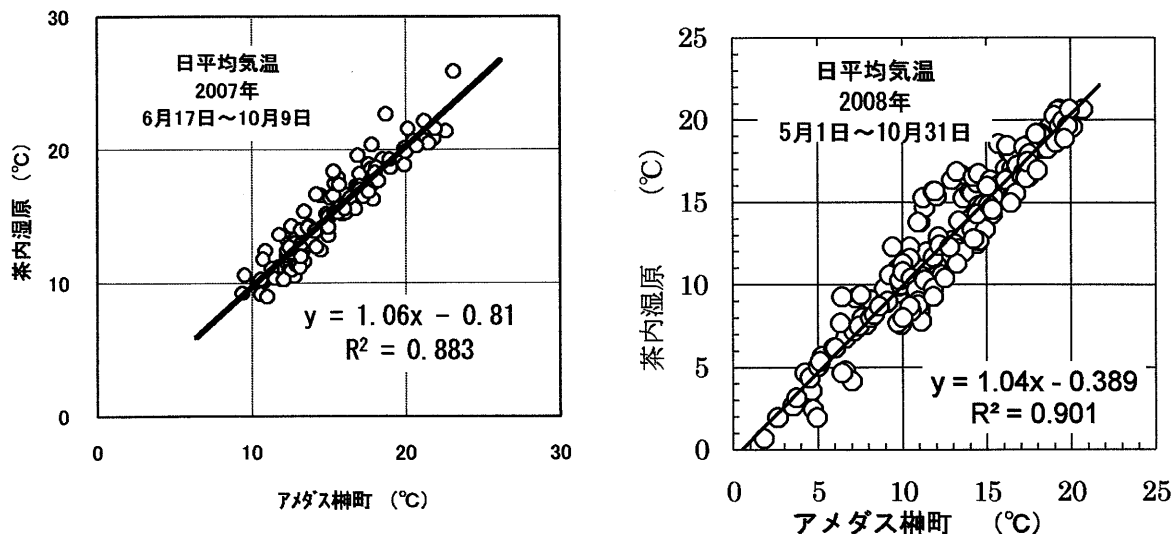 30
20
10
0
0
10
20
30
茶内湿原 (℃)
日平均気温
2007年
6月17日～10月9日
y = 1.06x - 0.81
R² = 0.883
アメダス榊町 (℃)
25
20
15
10
5
0
0
5
10
15
20
25
茶内湿原 (℃)
日平均気温
2008年
5月1日～10月31日
y = 1.04x - 0.389
R² = 0.901
アメダス榊町 (℃)